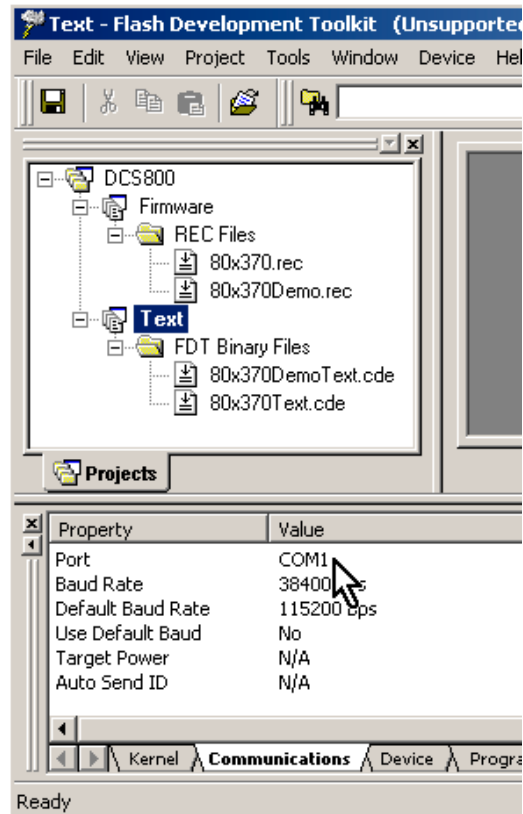 Text - Flash Development Toolkit (Unsupported
File Edit View Project Tools Window Device Hel
DCS800
Firmware
REC Files
80x370.rec
80x370Demo.rec
Text
FDT Binary Files
80x370DemoText.cde
80x370Text.cde
Projects
Property Value
Port COM1
Baud Rate 38400
Default Baud Rate 115200 bps
Use Default Baud No
Target Power N/A
Auto Send ID N/A
Kernel Communications Device Progra
Ready